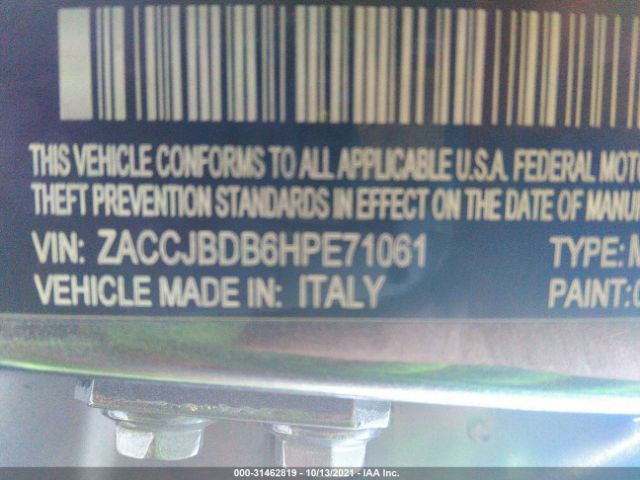 THIS VEHICLE CONFORMS TO ALL APPLICABLE U.S.A. FEDERAL MOTO
THEFT PREVENTION STANDARDS IN EFFECT ON THE DATE OF MANU
VIN: ZACCJBDB6HPE71061 TYPE: M
VEHICLE MADE IN: ITALY PAINT:
000-31462819 - 10/13/2021 - IAA Inc.